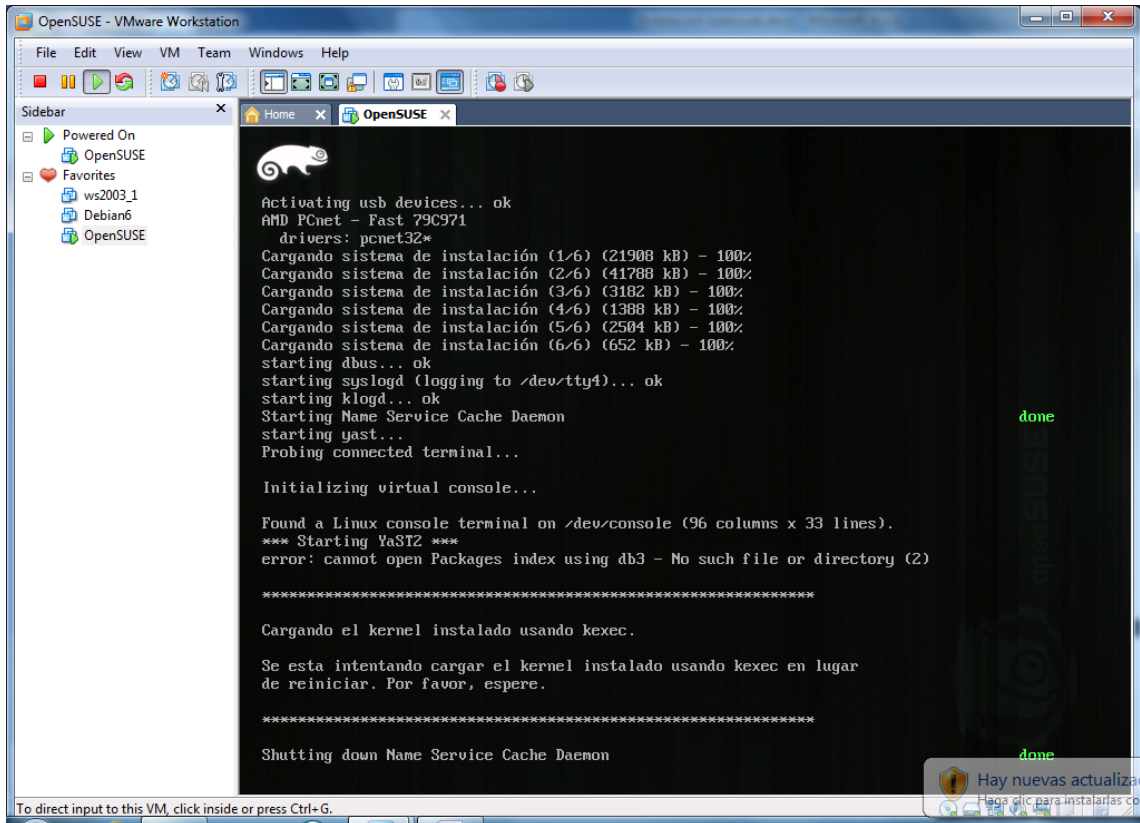 OpenSUSE - VMware Workstation
File Edit View VM Team Windows Help
Sidebar x
Home x OpenSUSE x
Powered On
OpenSUSE
Favorites
ws2003_1
Debian6
OpenSUSE
Activating usb devices... ok
AMD PCnet - Fast 79C971
drivers: pcnet32*
Cargando sistema de instalación (1/6) (21908 kB) - 100%
Cargando sistema de instalación (2/6) (41788 kB) - 100%
Cargando sistema de instalación (3/6) (3182 kB) - 100%
Cargando sistema de instalación (4/6) (1388 kB) - 100%
Cargando sistema de instalación (5/6) (2504 kB) - 100%
Cargando sistema de instalación (6/6) (652 kB) - 100%
starting dbus... ok
starting syslogd (logging to /dev/tty4)... ok
starting klogd... ok
Starting Name Service Cache Daemon done
starting yast...
Probing connected terminal...
Initializing virtual console...
Found a Linux console terminal on /dev/console (96 columns x 33 lines).
*** Starting YaST2 ***
error: cannot open Packages index using db3 - No such file or directory (2)
*************************************************************
Cargando el kernel instalado usando kexec.
Se esta intentando cargar el kernel instalado usando kexec en lugar
de reiniciar. Por favor, espere.
*************************************************************
Shutting down Name Service Cache Daemon done
openSUSE
Hay nuevas actualiza
Haga clic para instalarlas co
To direct input to this VM, click inside or press Ctrl+G.